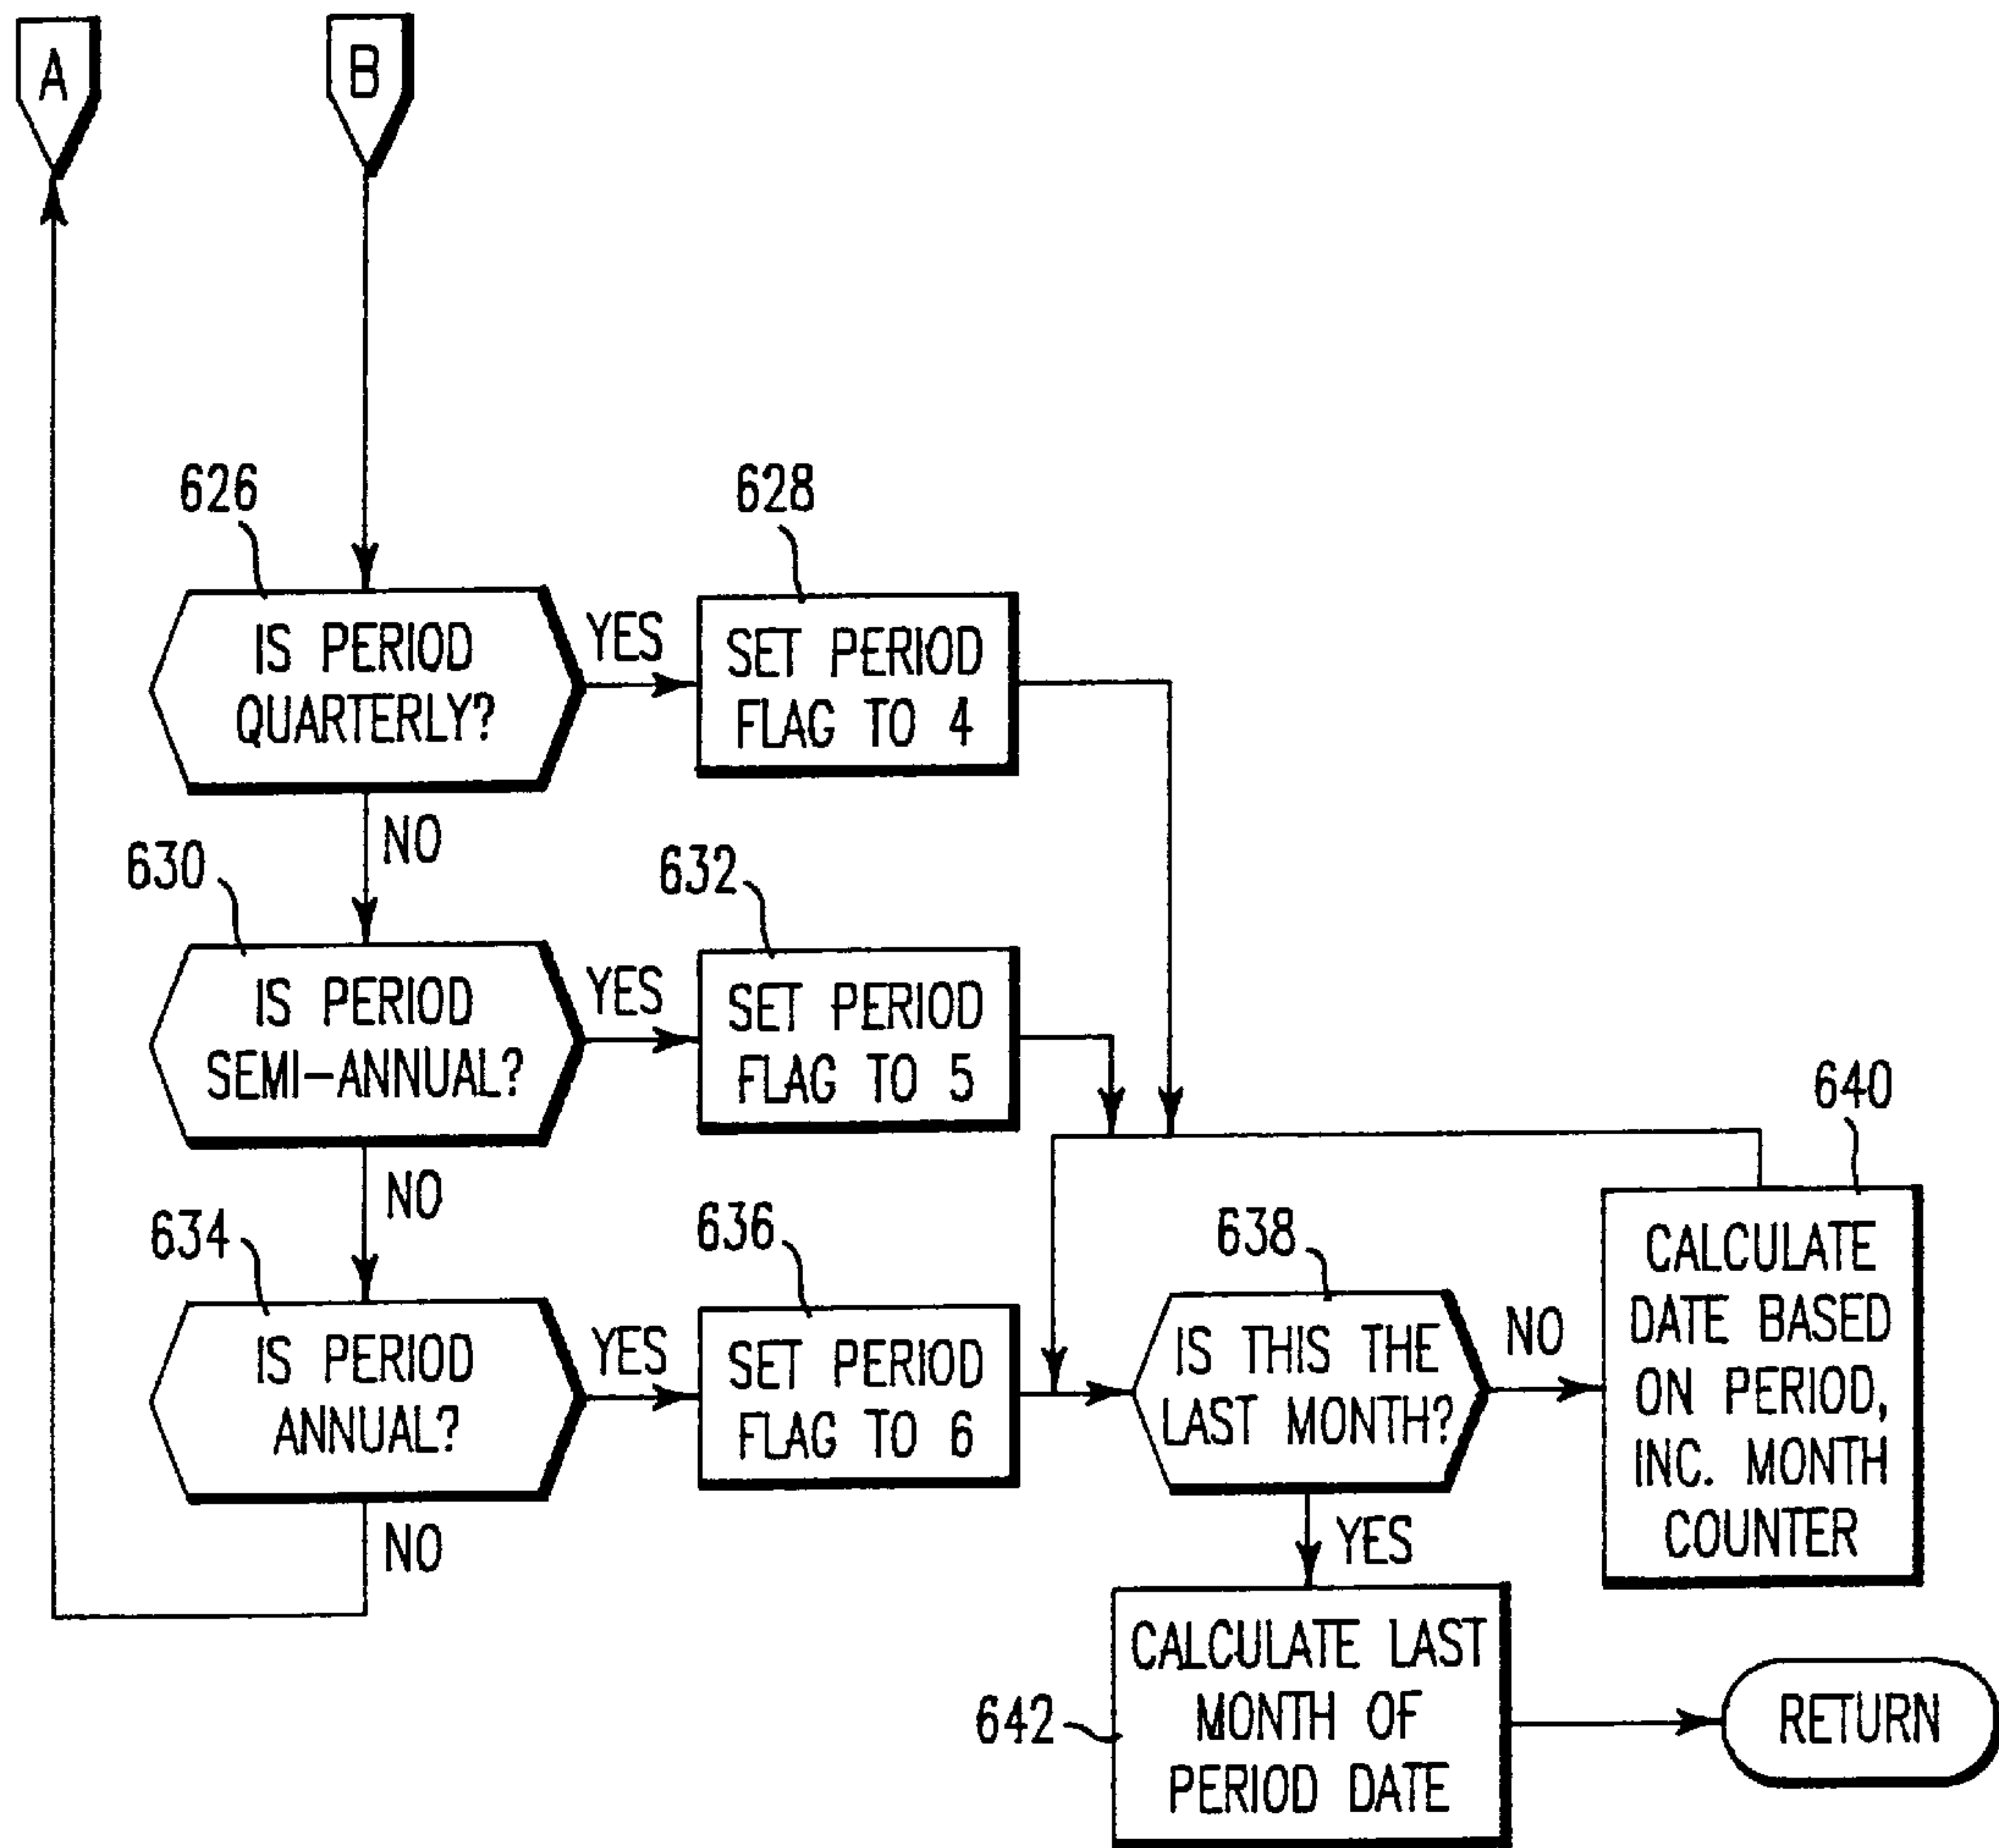 A
B
626
628
IS PERIOD
QUARTERLY?
YES
SET PERIOD
FLAG TO 4
NO
630
632
IS PERIOD
SEMI-ANNUAL?
YES
SET PERIOD
FLAG TO 5
NO
634
636
638
640
IS PERIOD
ANNUAL?
YES
SET PERIOD
FLAG TO 6
IS THIS THE
LAST MONTH?
NO
CALCULATE
DATE BASED
ON PERIOD,
INC. MONTH
COUNTER
NO
YES
642
CALCULATE LAST
MONTH OF
PERIOD DATE
RETURN